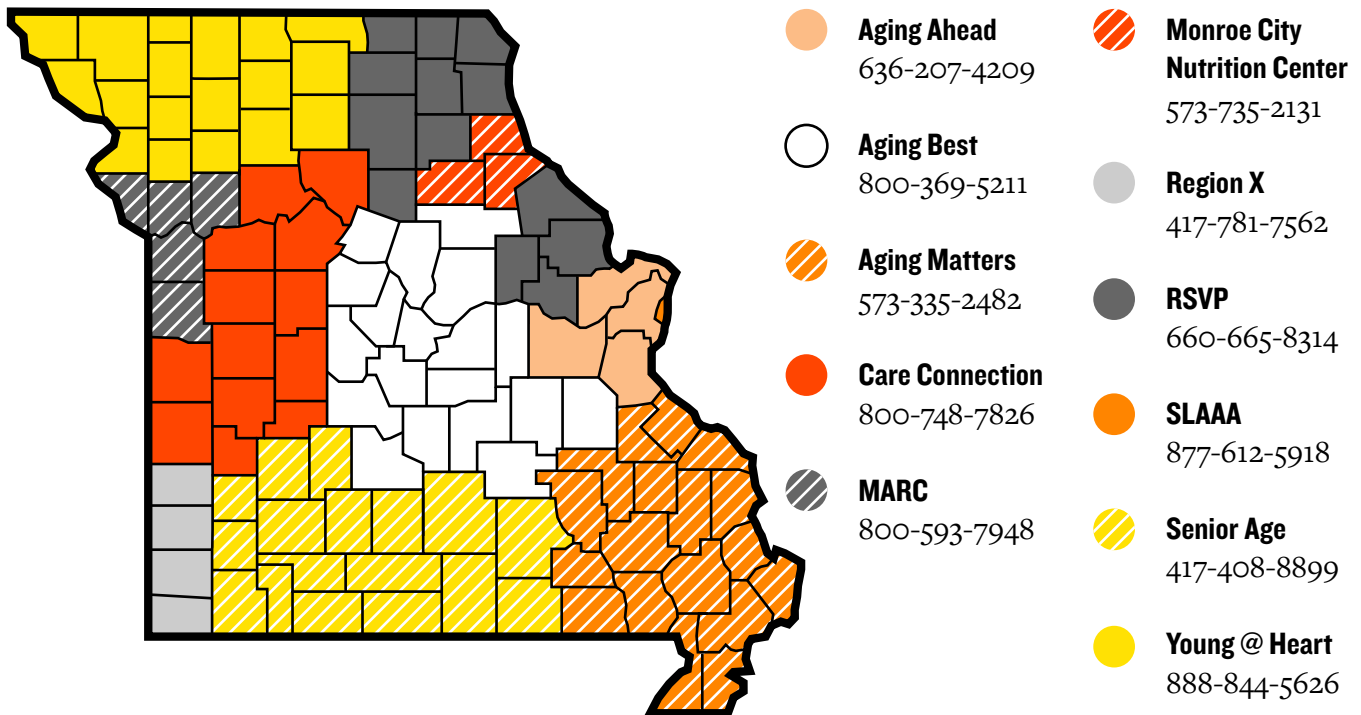 Aging Ahead
636-207-4209
Aging Best
800-369-5211
Aging Matters
573-335-2482
Care Connection
800-748-7826
MARC
800-593-7948
Monroe City
Nutrition Center
573-735-2131
Region X
417-781-7562
RSVP
660-665-8314
SLAAA
877-612-5918
Senior Age
417-408-8899
Young @ Heart
888-844-5626